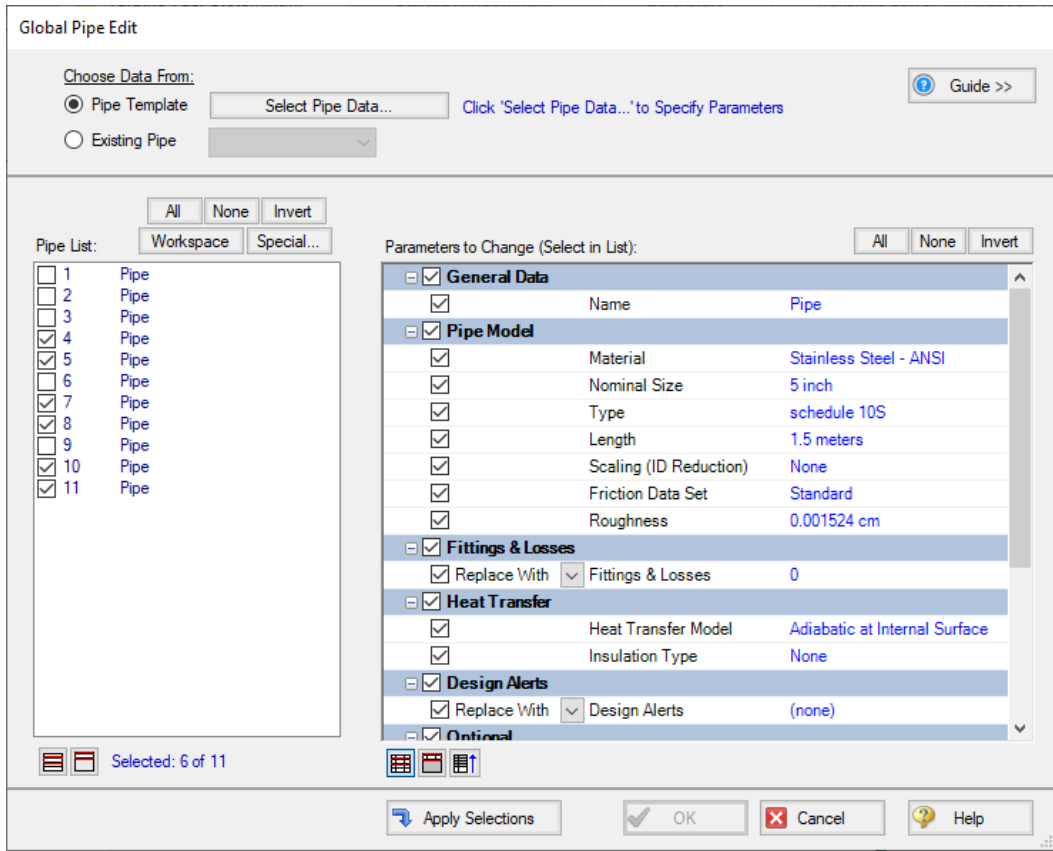 Global Pipe Edit
Choose Data From:
Pipe Template Select Pipe Data... Click 'Select Pipe Data...' to Specify Parameters
Guide >>
Existing Pipe
All None Invert
Pipe List: Workspace Special...
1 Pipe
2 Pipe
3 Pipe
4 Pipe
5 Pipe
6 Pipe
7 Pipe
8 Pipe
9 Pipe
10 Pipe
11 Pipe
Selected: 6 of 11
Parameters to Change (Select in List): All None Invert
General Data
Name Pipe
Pipe Model
Material Stainless Steel - ANSI
Nominal Size 5 inch
Type schedule 10S
Length 1.5 meters
Scaling (ID Reduction) None
Friction Data Set Standard
Roughness 0.001524 cm
Fittings & Losses
Replace With Fittings & Losses 0
Heat Transfer
Heat Transfer Model Adiabatic at Internal Surface
Insulation Type None
Design Alerts
Replace With Design Alerts (none)
Optional
Apply Selections OK Cancel Help